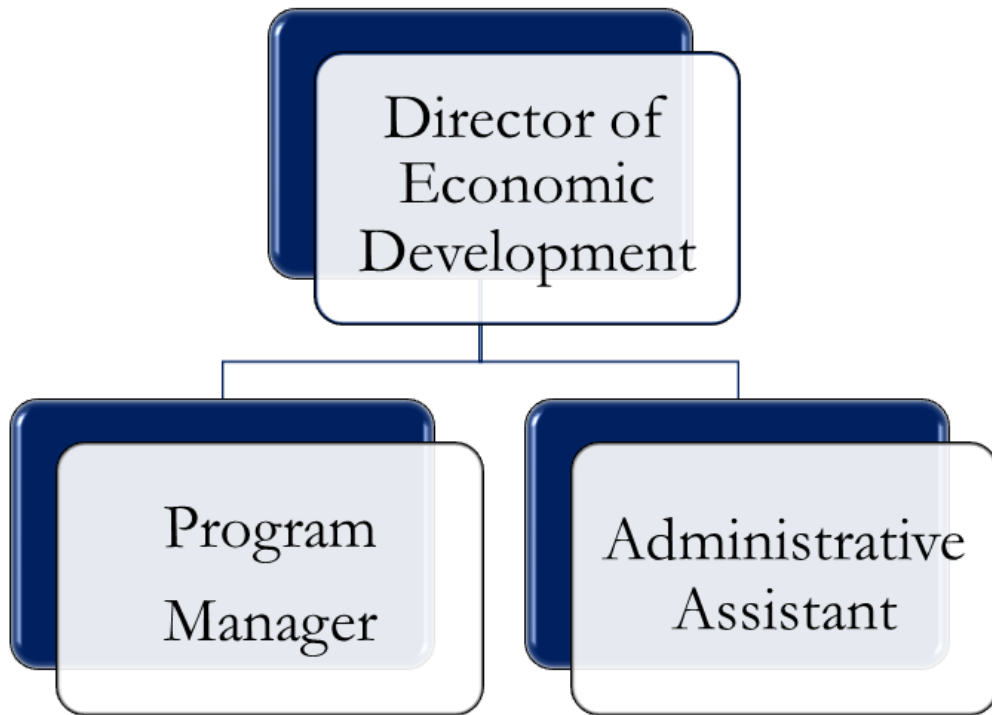 Director of
Economic
Development
Program
Manager
Administrative
Assistant